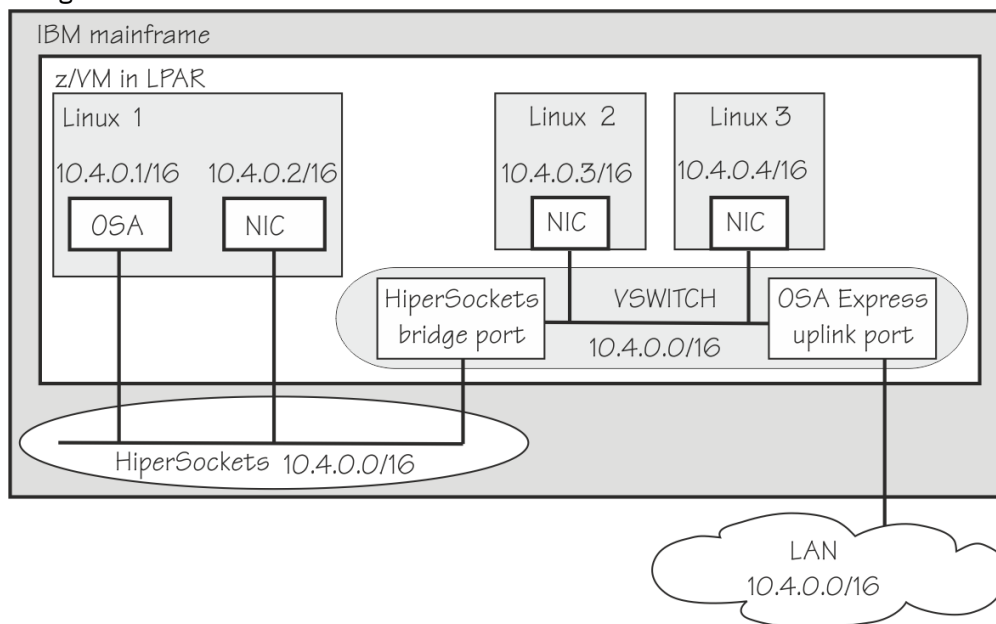 IBM mainframe
z/VM in LPAR
Linux 1
Linux 2
Linux 3
10.4.0.1/16
10.4.0.2/16
10.4.0.3/16
10.4.0.4/16
OSA
NIC
NIC
NIC
HiperSockets
bridge port
VSWITCH
10.4.0.0/16
OSA Express
uplink port
HiperSockets 10.4.0.0/16
LAN
10.4.0.0/16